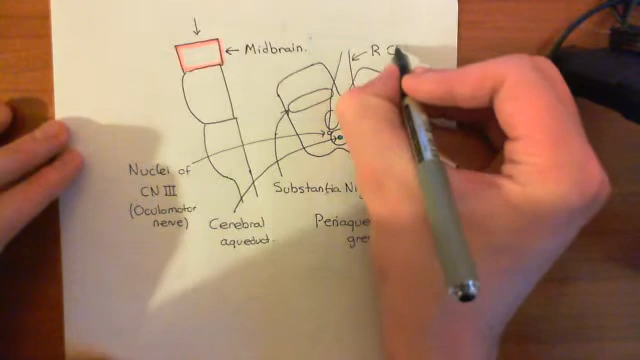 Midbrain.
R C
Nuclei of
CN III
(Oculomotor
nerve)
Substantia Ni
Cerebral
aqueduct.
Periaque
gre